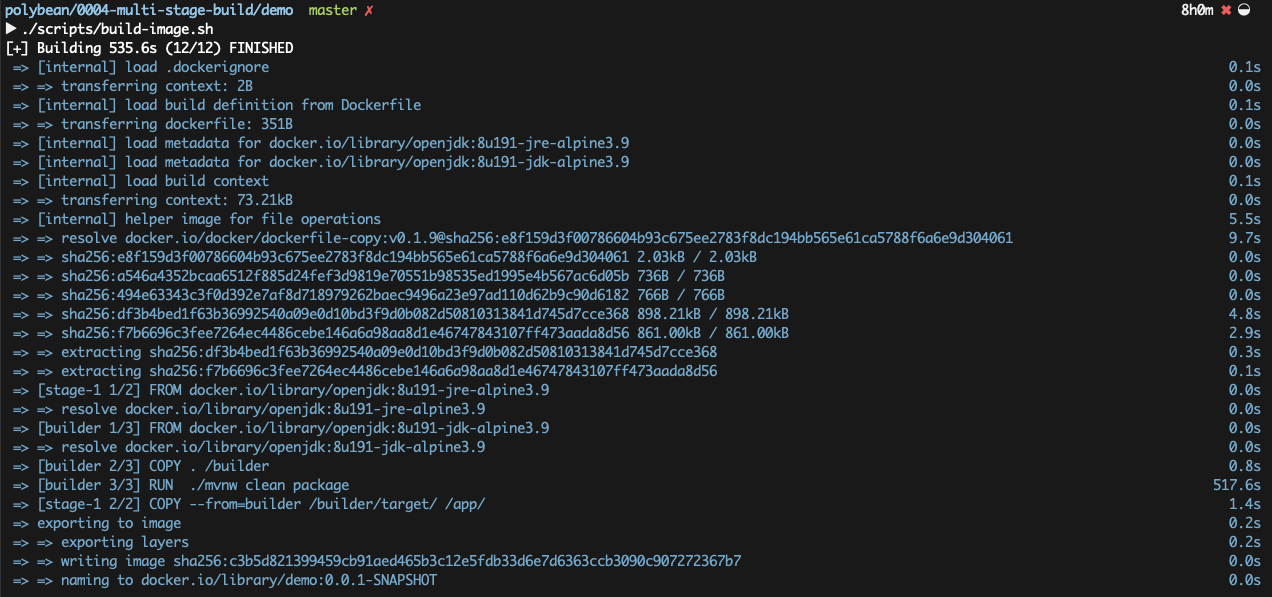 polybean/0004-multi-stage-build/demo master ✗ 8h0m ✖ ◒
▶ ./scripts/build-image.sh
[+] Building 535.6s (12/12) FINISHED
=> [internal] load .dockerignore 0.1s
=> => transferring context: 2B 0.0s
=> [internal] load build definition from Dockerfile 0.1s
=> => transferring dockerfile: 351B 0.0s
=> [internal] load metadata for docker.io/library/openjdk:8u191-jre-alpine3.9 0.0s
=> [internal] load metadata for docker.io/library/openjdk:8u191-jdk-alpine3.9 0.0s
=> [internal] load build context 0.1s
=> => transferring context: 73.21kB 0.0s
=> [internal] helper image for file operations 5.5s
=> => resolve docker.io/docker/dockerfile-copy:v0.1.9@sha256:e8f159d3f00786604b93c675ee2783f8dc194bb565e61ca5788f6a6e9d304061 9.7s
=> => sha256:e8f159d3f00786604b93c675ee2783f8dc194bb565e61ca5788f6a6e9d304061 2.03kB / 2.03kB 0.0s
=> => sha256:a546a4352bcaa6512f885d24fef3d9819e70551b98535ed1995e4b567ac6d05b 736B / 736B 0.0s
=> => sha256:494e63343c3f0d392e7af8d718979262baec9496a23e97ad110d62b9c90d6182 766B / 766B 0.0s
=> => sha256:df3b4bed1f63b36992540a09e0d10bd3f9d0b082d50810313841d745d7cce368 898.21kB / 898.21kB 4.8s
=> => sha256:f7b6696c3fee7264ec4486cebe146a6a98aa8d1e46747843107ff473aada8d56 861.00kB / 861.00kB 2.9s
=> => extracting sha256:df3b4bed1f63b36992540a09e0d10bd3f9d0b082d50810313841d745d7cce368 0.3s
=> => extracting sha256:f7b6696c3fee7264ec4486cebe146a6a98aa8d1e46747843107ff473aada8d56 0.1s
=> [stage-1 1/2] FROM docker.io/library/openjdk:8u191-jre-alpine3.9 0.0s
=> => resolve docker.io/library/openjdk:8u191-jre-alpine3.9 0.0s
=> [builder 1/3] FROM docker.io/library/openjdk:8u191-jdk-alpine3.9 0.0s
=> => resolve docker.io/library/openjdk:8u191-jdk-alpine3.9 0.0s
=> [builder 2/3] COPY . /builder 0.8s
=> [builder 3/3] RUN ./mvnw clean package 517.6s
=> [stage-1 2/2] COPY --from=builder /builder/target/ /app/ 1.4s
=> exporting to image 0.2s
=> => exporting layers 0.2s
=> => writing image sha256:c3b5d821399459cb91aed465b3c12e5fdb33d6e7d6363ccb3090c907272367b7 0.0s
=> => naming to docker.io/library/demo:0.0.1-SNAPSHOT 0.0s